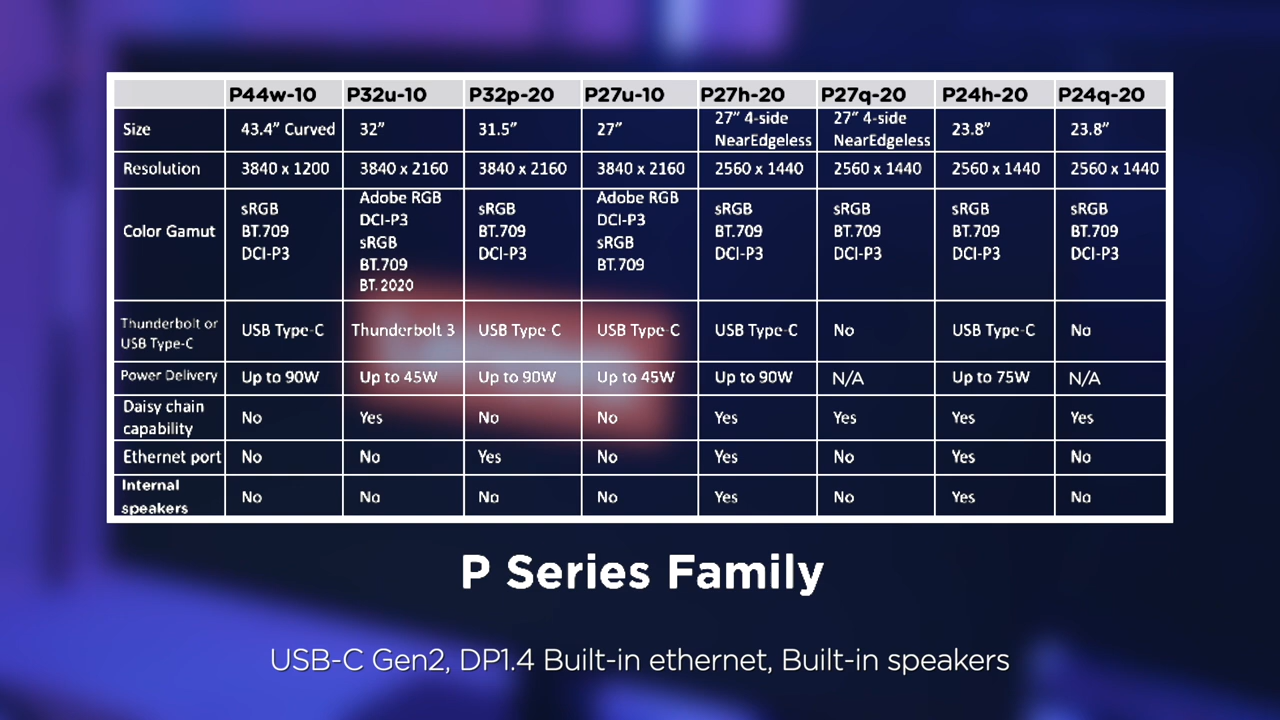 P44w-10 P32u-10 P32p-20 P27u-10 P27h-20 P27q-20 P24h-20 P24q-20
Size 43.4” Curved 32” 31.5” 27” 27” 4-side NearEdgeless 27” 4-side NearEdgeless 23.8” 23.8”
Resolution 3840 x 1200 3840 x 2160 3840 x 2160 3840 x 2160 2560 x 1440 2560 x 1440 2560 x 1440 2560 x 1440
Color Gamut sRGB BT.709 DCI-P3 Adobe RGB DCI-P3 sRGB BT.709 BT. 2020 sRGB BT.709 DCI-P3 Adobe RGB DCI-P3 sRGB BT.709 sRGB BT.709 DCI-P3 sRGB BT.709 DCI-P3 sRGB BT.709 DCI-P3 sRGB BT.709 DCI-P3
Thunderbolt or USB Type-C USB Type-C Thunderbolt 3 USB Type-C USB Type-C USB Type-C No USB Type-C No
Power Delivery Up to 90W Up to 45W Up to 90W Up to 45W Up to 90W N/A Up to 75W N/A
Daisy chain capability No Yes No No Yes Yes Yes Yes
Ethernet port No No Yes No Yes No Yes No
Internal speakers No No No No Yes No Yes No
P Series Family
USB-C Gen2, DP1.4 Built-in ethernet, Built-in speakers